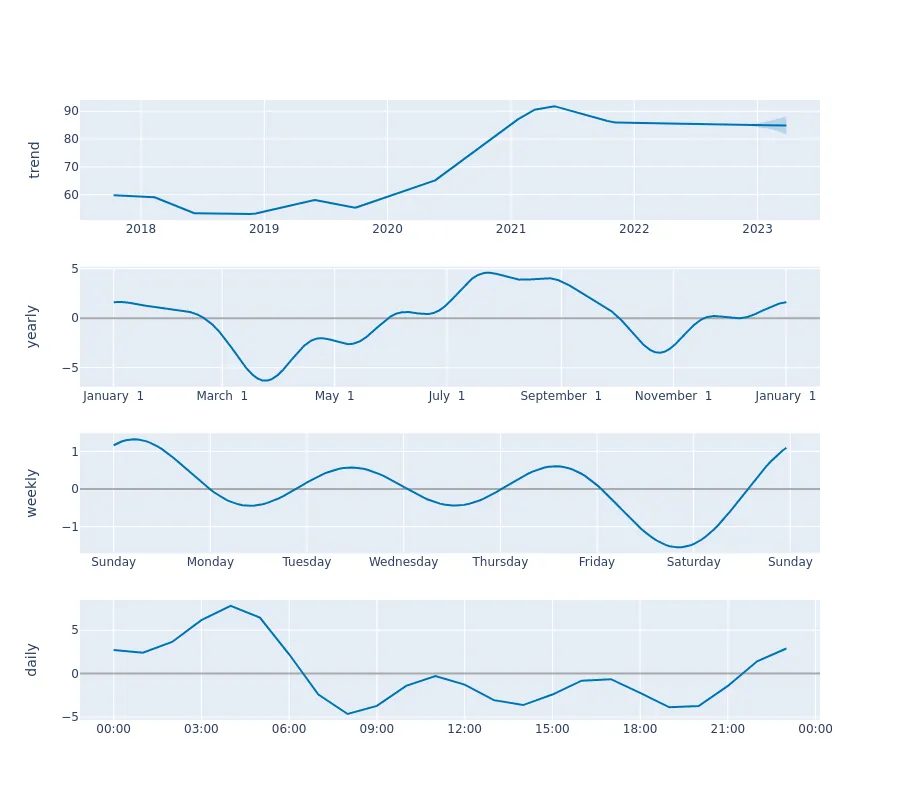 trend
90
80
70
60
2018 2019 2020 2021 2022 2023
yearly
5
0
−5
January 1 March 1 May 1 July 1 September 1 November 1 January 1
weekly
1
0
−1
Sunday Monday Tuesday Wednesday Thursday Friday Saturday Sunday
daily
5
0
−5
00:00 03:00 06:00 09:00 12:00 15:00 18:00 21:00 00:00